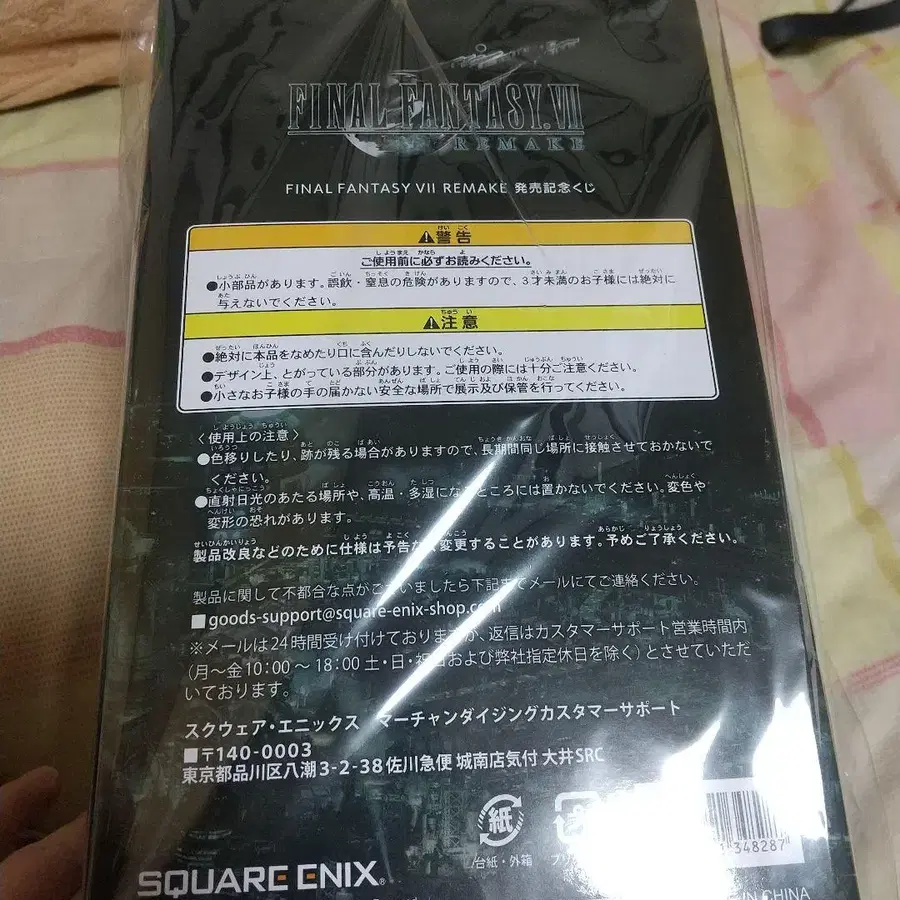 FINAL FANTASY VII
REMAKE
FINAL FANTASY VII REMAKE 発売記念くじ
警告
ご使用前に必ずお読みください。
●小部品があります。誤飲・窒息の危険がありますので、3才未満のお子様には絶対に
与えないでください。
注意
●絶対に本品をなめたり口に含んだりしないでください。
●デザイン上、とがっている部分があります。ご使用の際には十分ご注意ください。
●小さなお子様の手の届かない安全な場所で展示及び保管を行ってください。
〈使用上の注意〉
●色移りしたり、跡が残る場合がありますので、長期間同じ場所に接触させておかないで
ください。
●直射日光のあたる場所や、高温・多湿になるところには置かないでください。変色や
変形の恐れがあります。
製品改良などのために仕様は予告なく変更することがあります。予めご了承ください。
製品に関して不都合な点がございましたら下記までメールにてご連絡ください。
■goods-support@square-enix-shop.com
※メールは24時間受け付けておりますが、返信はカスタマーサポート営業時間内
(月〜金 10:00 〜 18:00 土・日・祝日および弊社指定休日を除く)とさせていただ
いております。
スクウェア・エニックス マーチャンダイジングカスタマーサポート
■〒140-0003
東京都品川区八潮3-2-38 佐川急便 城南店気付 大井SRC
紙
台紙・外箱
348287
SQUARE ENIX®
IN CHINA